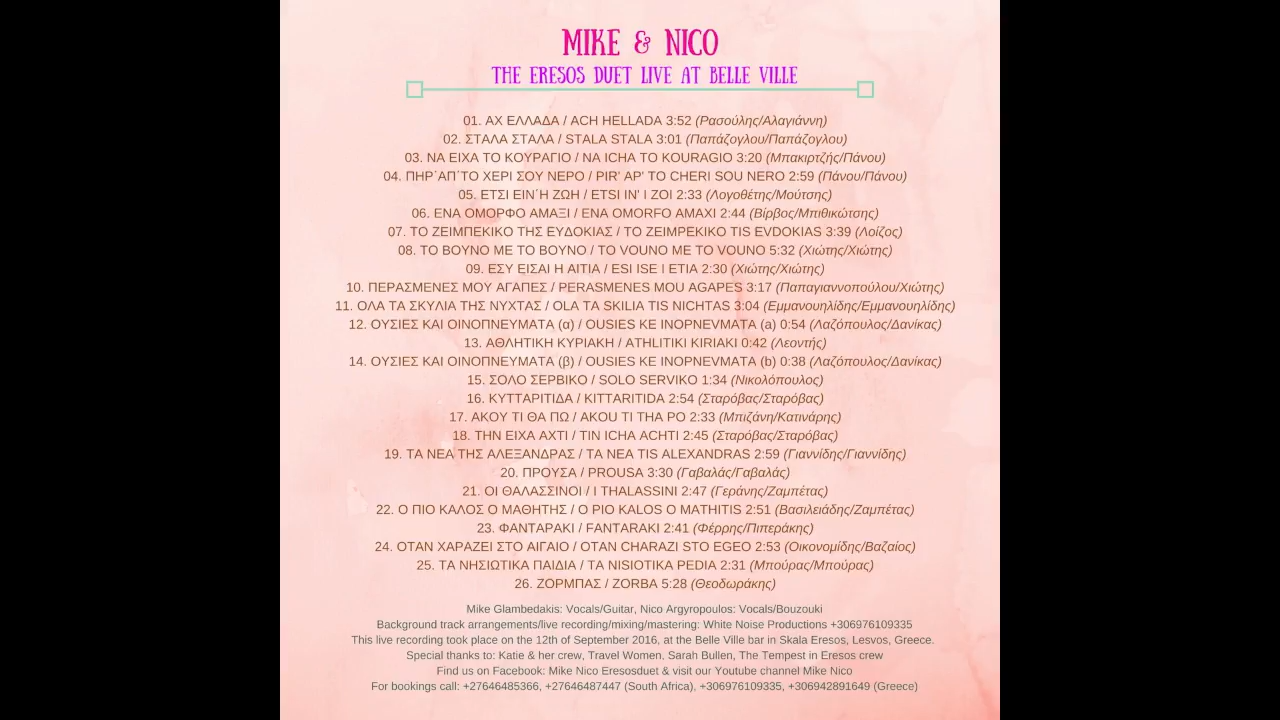 MIKE & NICO
THE ERESOS DUET LIVE AT BELLE VILLE
01. ΑΧ ΕΛΛΑΔΑ / ACH HELLADA 3:52 (Ρασούλης/Αλαγιάννη)
02. ΣΤΑΛΑ ΣΤΑΛΑ / STALA STALA 3:01 (Παπάζογλου/Παπάζογλου)
03. ΝΑ ΕΙΧΑ ΤΟ ΚΟΥΡΑΓΙΟ / NA ICHA TO KOURAGIO 3:20 (Μπακιρτζής/Πάνου)
04. ΠΗΡ΄ΑΠ΄ΤΟ ΧΕΡΙ ΣΟΥ ΝΕΡΟ / PIR' AP' TO CHERI SOU NERO 2:59 (Πάνου/Πάνου)
05. ΕΤΣΙ ΕΙΝ΄Η ΖΩΗ / ETSI IN' I ZOI 2:33 (Λογοθέτης/Μούτσης)
06. ΕΝΑ ΟΜΟΡΦΟ ΑΜΑΞΙ / ENA OMORFO AMAXI 2:44 (Βίρβος/Μπιθικώτσης)
07. ΤΟ ΖΕΙΜΠΕΚΙΚΟ ΤΗΣ ΕΥΔΟΚΙΑΣ / TO ZEIMPEKIKO TIS EVDOKIAS 3:39 (Λοίζος)
08. ΤΟ ΒΟΥΝΟ ΜΕ ΤΟ ΒΟΥΝΟ / TO VOUNO ME TO VOUNO 5:32 (Χιώτης/Χιώτης)
09. ΕΣΥ ΕΙΣΑΙ Η ΑΙΤΙΑ / ESI ISE I ETIA 2:30 (Χιώτης/Χιώτης)
10. ΠΕΡΑΣΜΕΝΕΣ ΜΟΥ ΑΓΑΠΕΣ / PERASMENES MOU AGAPES 3:17 (Παπαγιαννοπούλου/Χιώτης)
11. ΟΛΑ ΤΑ ΣΚΥΛΙΑ ΤΗΣ ΝΥΧΤΑΣ / OLA TA SKILIA TIS NICHTAS 3:04 (Εμμανουηλίδης/Εμμανουηλίδης)
12. ΟΥΣΙΕΣ ΚΑΙ ΟΙΝΟΠΝΕΥΜΑΤΑ (α) / OUSIES KE INOPNEVMATA (a) 0:54 (Λαζόπουλος/Δανίκας)
13. ΑΘΛΗΤΙΚΗ ΚΥΡΙΑΚΗ / ATHLITIKI KIRIAKI 0:42 (Λεοντής)
14. ΟΥΣΙΕΣ ΚΑΙ ΟΙΝΟΠΝΕΥΜΑΤΑ (β) / OUSIES KE INOPNEVMATA (b) 0:38 (Λαζόπουλος/Δανίκας)
15. ΣΟΛΟ ΣΕΡΒΙΚΟ / SOLO SERVIKO 1:34 (Νικολόπουλος)
16. ΚΥΤΤΑΡΙΤΙΔΑ / KITTARITIDA 2:54 (Σταρόβας/Σταρόβας)
17. ΑΚΟΥ ΤΙ ΘΑ ΠΩ / AKOU TI THA PO 2:33 (Μπιζάνη/Κατινάρης)
18. ΤΗΝ ΕΙΧΑ ΑΧΤΙ / TIN ICHA ACHTI 2:45 (Σταρόβας/Σταρόβας)
19. ΤΑ ΝΕΑ ΤΗΣ ΑΛΕΞΑΝΔΡΑΣ / TA NEA TIS ALEXANDRAS 2:59 (Γιαννίδης/Γιαννίδης)
20. ΠΡΟΥΣΑ / PROUSA 3:30 (Γαβαλάς/Γαβαλάς)
21. ΟΙ ΘΑΛΑΣΣΙΝΟΙ / I THALASSINI 2:47 (Γεράνης/Ζαμπέτας)
22. Ο ΠΙΟ ΚΑΛΟΣ Ο ΜΑΘΗΤΗΣ / O PIO KALOS O MATHITIS 2:51 (Βασιλειάδης/Ζαμπέτας)
23. ΦΑΝΤΑΡΑΚΙ / FANTARAKI 2:41 (Φέρρης/Πιπεράκης)
24. ΟΤΑΝ ΧΑΡΑΖΕΙ ΣΤΟ ΑΙΓΑΙΟ / OTAN CHARAZI STO EGEO 2:53 (Οικονομίδης/Βαζαίος)
25. ΤΑ ΝΗΣΙΩΤΙΚΑ ΠΑΙΔΙΑ / TA NISIOTIKA PEDIA 2:31 (Μπούρας/Μπούρας)
26. ΖΟΡΜΠΑΣ / ZORBA 5:28 (Θεοδωράκης)
Mike Glambedakis: Vocals/Guitar, Nico Argyropoulos: Vocals/Bouzouki
Background track arrangements/live recording/mixing/mastering: White Noise Productions +306976109335
This live recording took place on the 12th of September 2016, at the Belle Ville bar in Skala Eresos, Lesvos, Greece.
Special thanks to: Katie & her crew, Travel Women, Sarah Bullen, The Tempest in Eresos crew
Find us on Facebook: Mike Nico Eresosduet & visit our Youtube channel Mike Nico
For bookings call: +27646485366, +27646487447 (South Africa), +306976109335, +306942891649 (Greece)